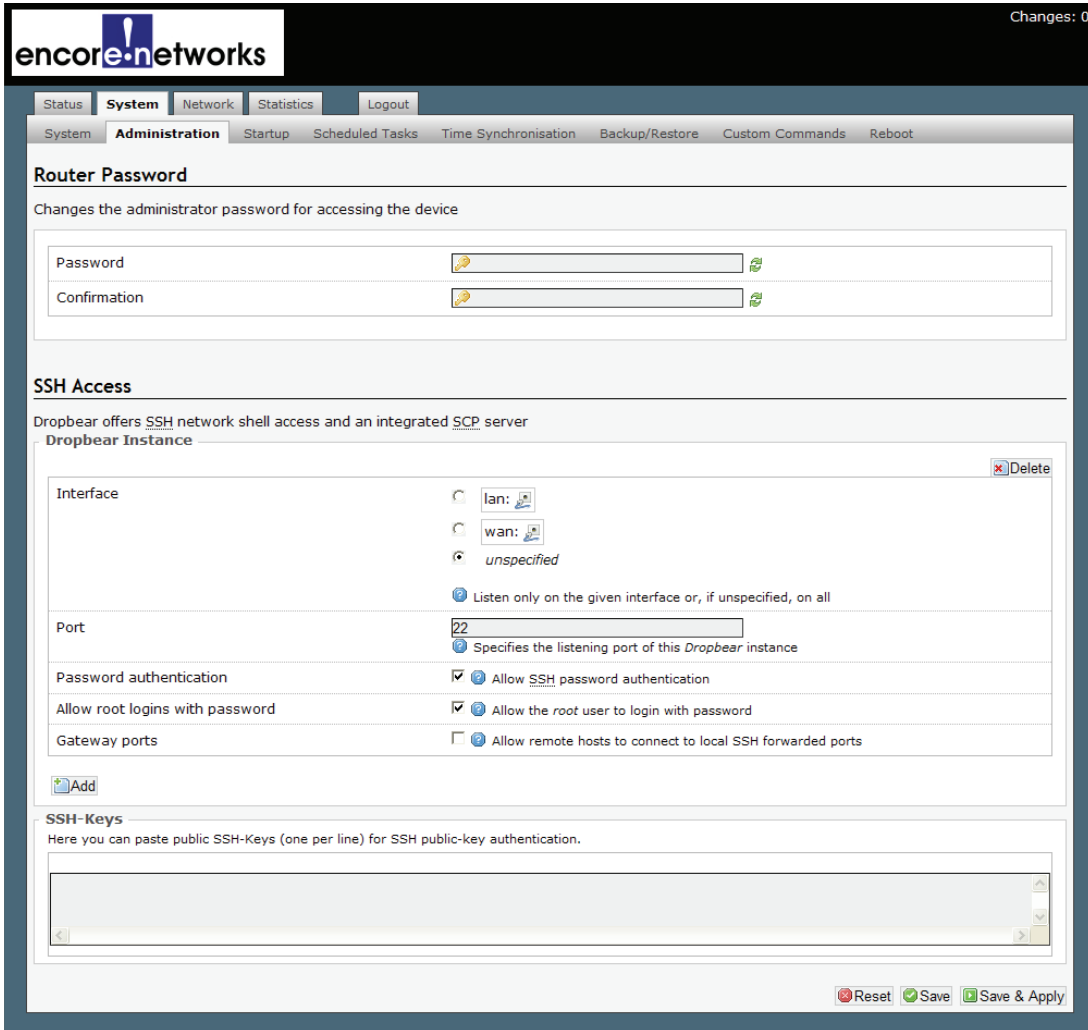 Changes: 0
encore!networks
Status System Network Statistics Logout
System Administration Startup Scheduled Tasks Time Synchronisation Backup/Restore Custom Commands Reboot
Router Password
Changes the administrator password for accessing the device
Password
Confirmation
SSH Access
Dropbear offers SSH network shell access and an integrated SCP server
Dropbear Instance
Delete
Interface
lan:
wan:
unspecified
Listen only on the given interface or, if unspecified, on all
Port
22
Specifies the listening port of this Dropbear instance
Password authentication
Allow SSH password authentication
Allow root logins with password
Allow the root user to login with password
Gateway ports
Allow remote hosts to connect to local SSH forwarded ports
Add
SSH-Keys
Here you can paste public SSH-Keys (one per line) for SSH public-key authentication.
Reset Save Save & Apply